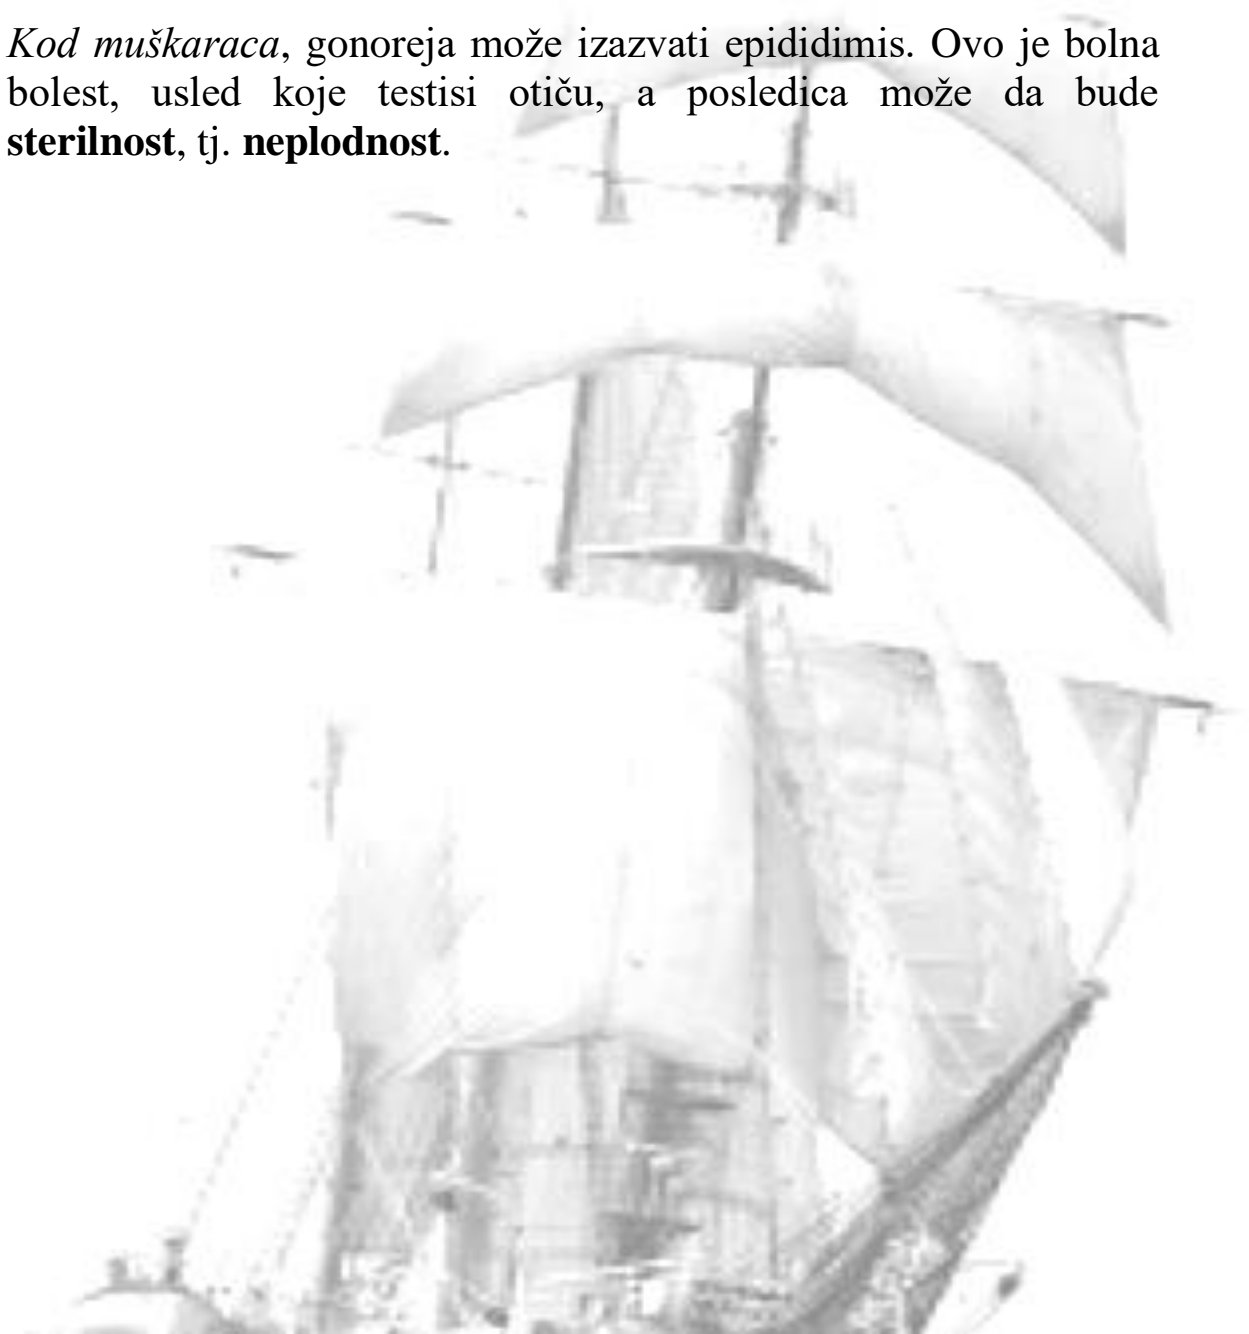 Kod muškaraca, gonoreja može izazvati epididimis. Ovo je bolna
bolest, usled koje testisi otiču, a posledica može da bude
sterilnost, tj. neplodnost.